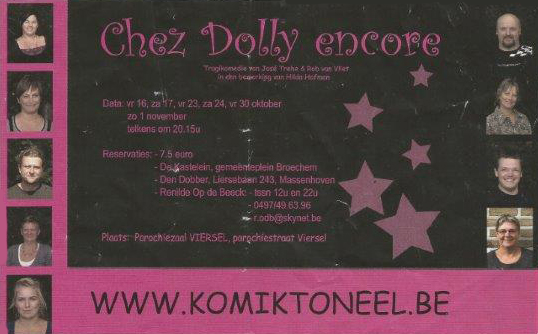 Chez Dolly encore
Tragikomedie van José Trehe & Rob van Vliet
in een bewerking van Hilda Hofman
Data: vr 16, za 17, vr 23, za 24, vr 30 oktober
zo 1 november
telkens om 20.15u
Reservaties: - 7.5 euro
- De Kastelein, gemeenteplein Broechem
- Den Dobber, Liersebaan 243, Massenhoven
- Renilde Op de Beeck: - tssn 12u en 22u
- 0497/49.63.96
- r.odb@skynet.be
Plaats: Parochiezaal VIERSEL, parochiestraat Viersel
WWW.KOMIKTONEEL.BE